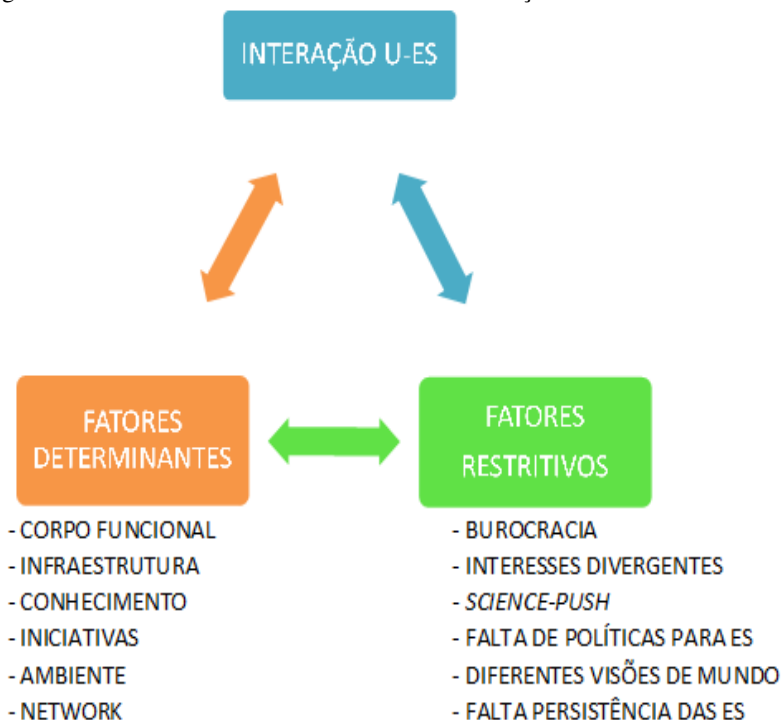 INTERAÇÃO U-ES
FATORES
DETERMINANTES
- CORPO FUNCIONAL
- INFRAESTRUTURA
- CONHECIMENTO
- INICIATIVAS
- AMBIENTE
- NETWORK
FATORES
RESTRITIVOS
- BUROCRACIA
- INTERESSES DIVERGENTES
- SCIENCE-PUSH
- FALTA DE POLÍTICAS PARA ES
- DIFERENTES VISÕES DE MUNDO
- FALTA PERSISTÊNCIA DAS ES